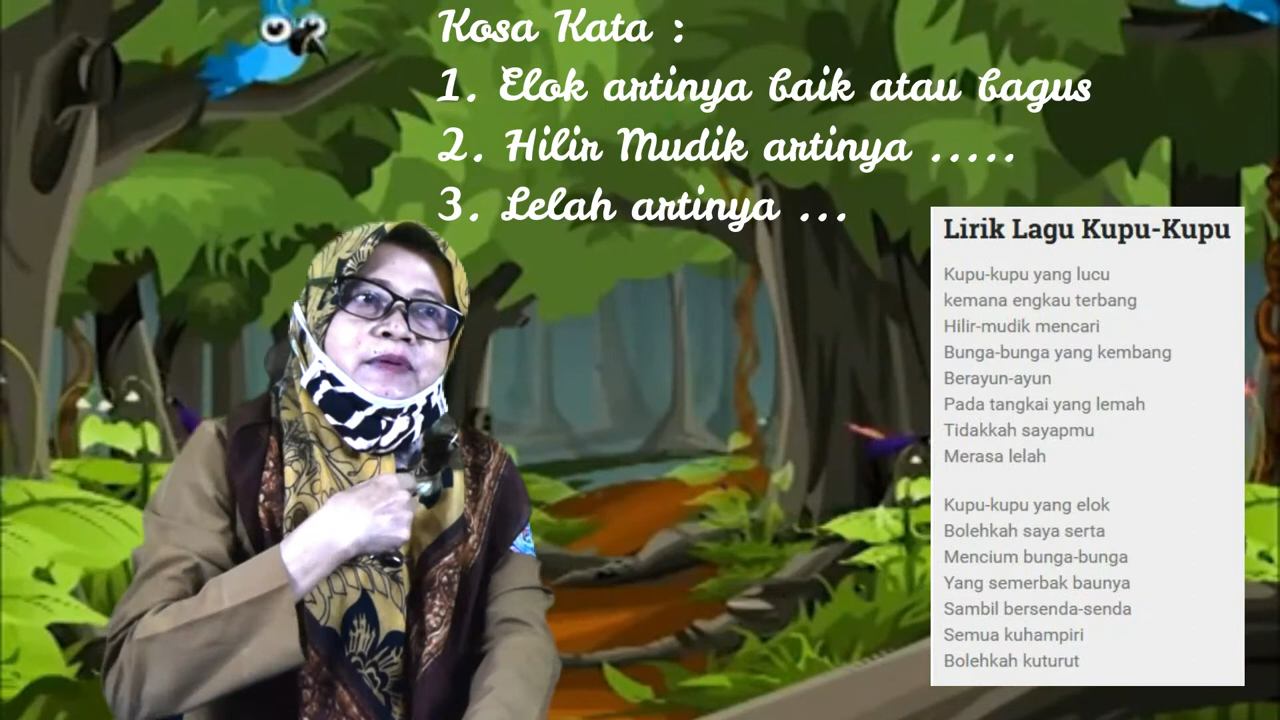 Kosa Kata :
1. Elok artinya baik atau bagus
2. Hilir Mudik artinya .....
3. Lelah artinya ...
Lirik Lagu Kupu-Kupu
Kupu-kupu yang lucu
kemana engkau terbang
Hilir-mudik mencari
Bunga-bunga yang kembang
Berayun-ayun
Pada tangkai yang lemah
Tidakkah sayapmu
Merasa lelah
Kupu-kupu yang elok
Bolehkah saya serta
Mencium bunga-bunga
Yang semerbak baunya
Sambil bersenda-senda
Semua kuhampiri
Bolehkah kuturut